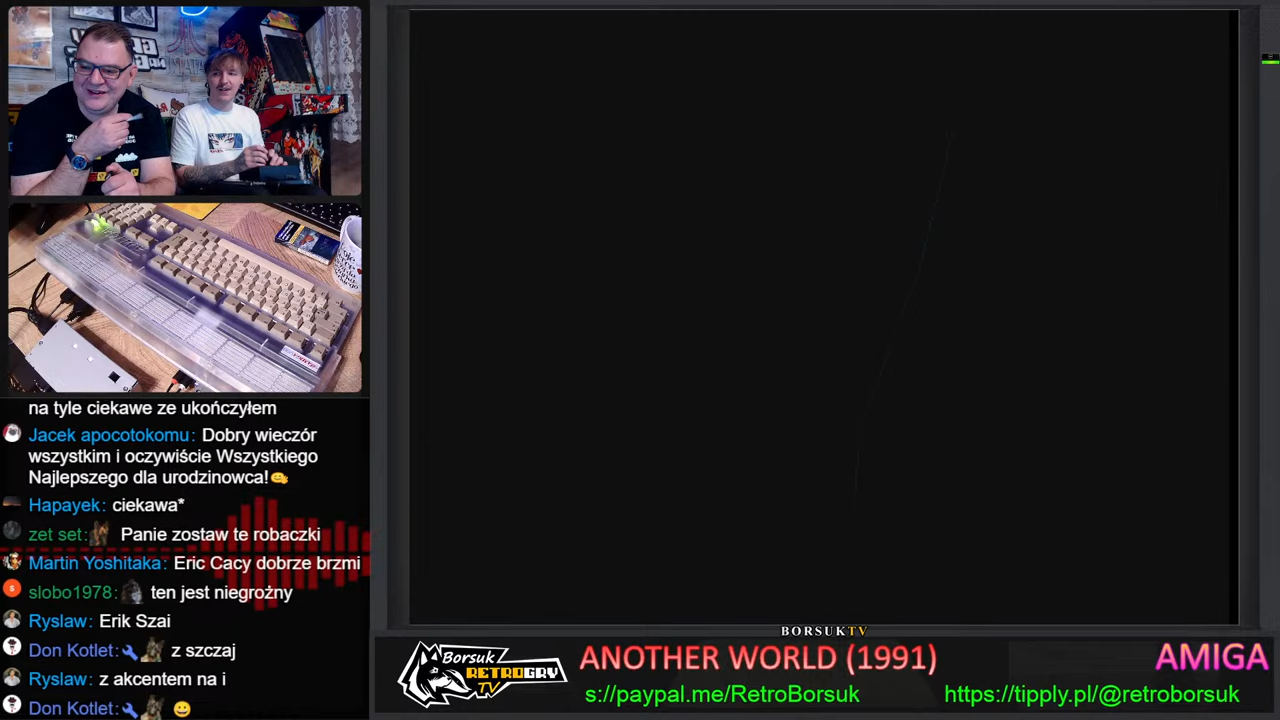 na tyle ciekawe ze ukończyłem
Jacek apocotokomu: Dobry wieczór
wszystkim i oczywiście Wszystkiego
Najlepszego dla urodzinowca!
Hapayek: ciekawa*
zet set: Panie zostaw te robaczki
Martin Yoshitaka: Eric Cacy dobrze brzmi
slobo1978: ten jest niegroźny
Ryslaw: Erik Szai
Don Kotlet: z szczaj
Ryslaw: z akcentem na i
Don Kotlet:
BORSUKTV
Borsuk
RETROGRY
TV
ANOTHER WORLD (1991)
AMIGA
s://paypal.me/RetroBorsuk
https://tipply.pl/@retroborsuk